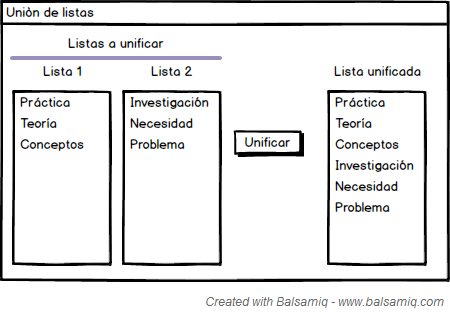 Uniòn de listas
Listas a unificar
Lista 1
Lista 2
Lista unificada
Práctica
Teoría
Conceptos
Investigación
Necesidad
Problema
Unificar
Práctica
Teoría
Conceptos
Investigación
Necesidad
Problema
Created with Balsamiq - www.balsamiq.com